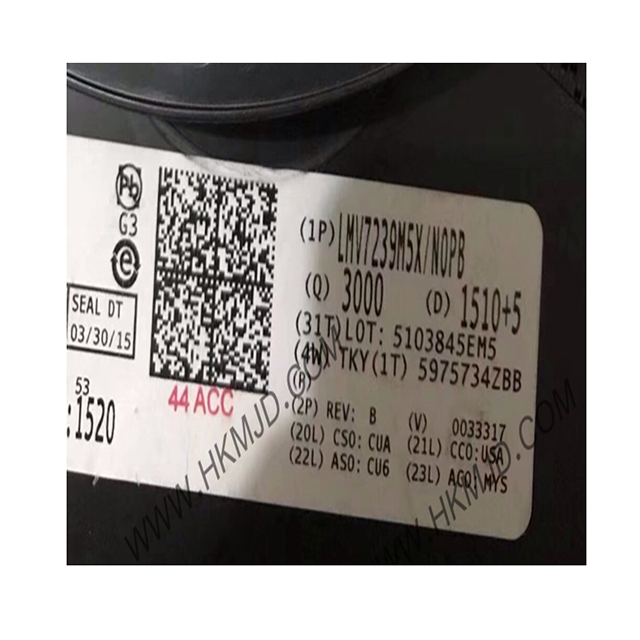 Pb
G3
e
SEAL DT
03/30/15
53
:1520
44 ACC
(1P) LMV7239M5X/NOPB
(Q) 3000 (D) 1510+5
(31T) LOT: 5103845EM5
(4W) TKY(1T) 5975734ZBB
(P)
(2P) REV: B (V) 0033317
(20L) CSO: CUA (21L) CCO:USA
(22L) ASO: CU6 (23L) ACO:MYS
WWW.HKMJD.COM
WWW.HKMJD.COM